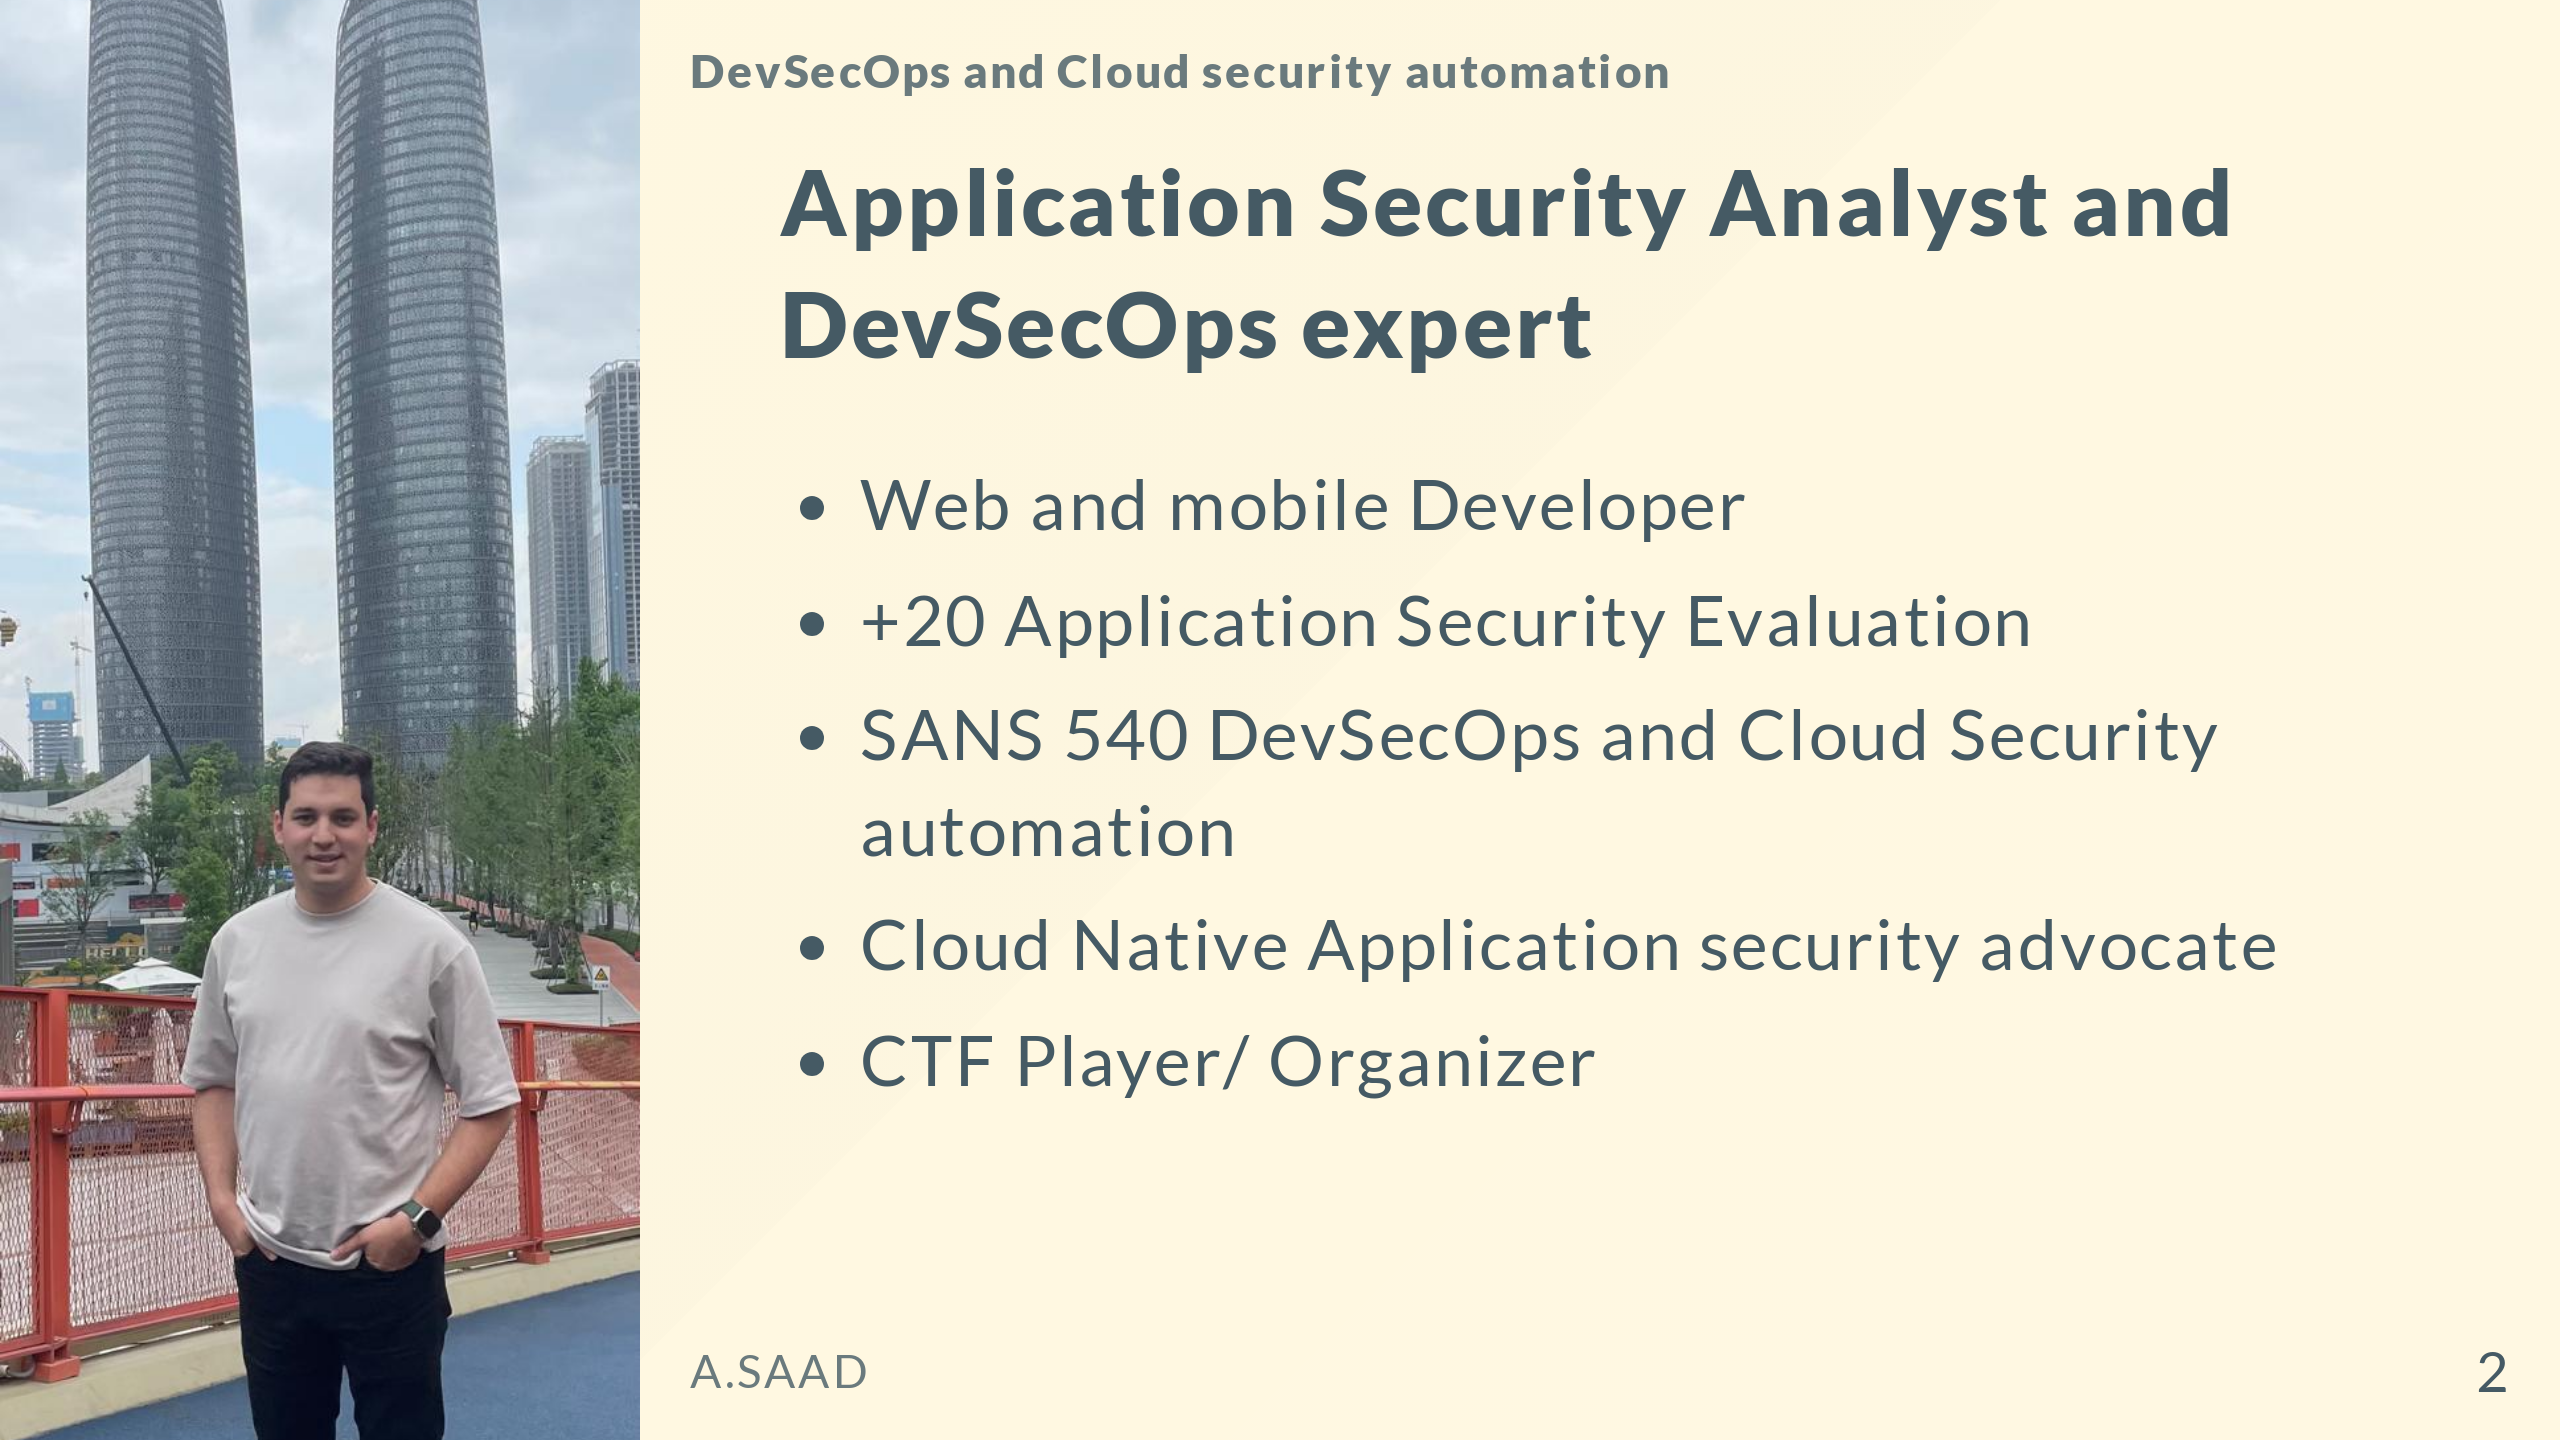 DevSecOps and Cloud security automation
Application Security Analyst and
DevSecOps expert
• Web and mobile Developer
• +20 Application Security Evaluation
• SANS 540 DevSecOps and Cloud Security
automation
• Cloud Native Application security advocate
• CTF Player/ Organizer
A.SAAD
2